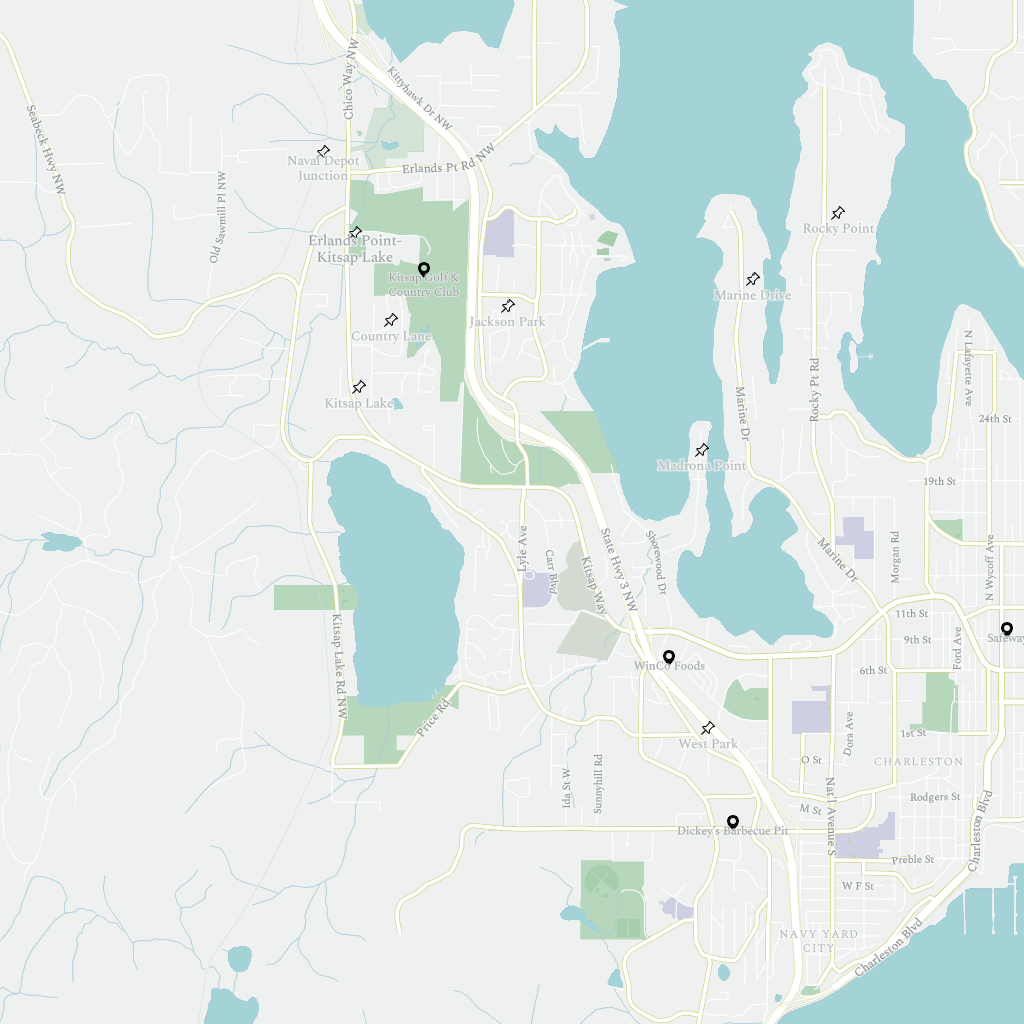 Chico Way NW
Kittyhawk Dr NW
Seabeck Hwy NW
Naval Depot
Junction
Erlands Pt Rd NW
Old Sawmill Pl NW
Rocky Point
Erlands Point-
Kitsap Lake
Kitsap Golf &
Country Club
Marine Drive
Jackson Park
Country Lane
N Lafayette Ave
Rocky Pt Rd
Kitsap Lake
Marine Dr
24th St
Madrona Point
19th St
Lyle Ave
State Hwy 3 NW
Shorewood Dr
Carr Blvd
Kitsap Way
Marine Dr
Morgan Rd
N Wycoff Ave
11th St
9th St
Ford Ave
Safeway
Kitsap Lake Rd NW
WinCo Foods
6th St
Price Rd
West Park
Dora Ave
1st St
O St
CHARLESTON
Ida St W
Sunnyhill Rd
Nat'l Avenue S
M St
Rodgers St
Charleston Blvd
Dickey's Barbecue Pit
Preble St
W F St
NAVY YARD
CITY
Charleston Blvd